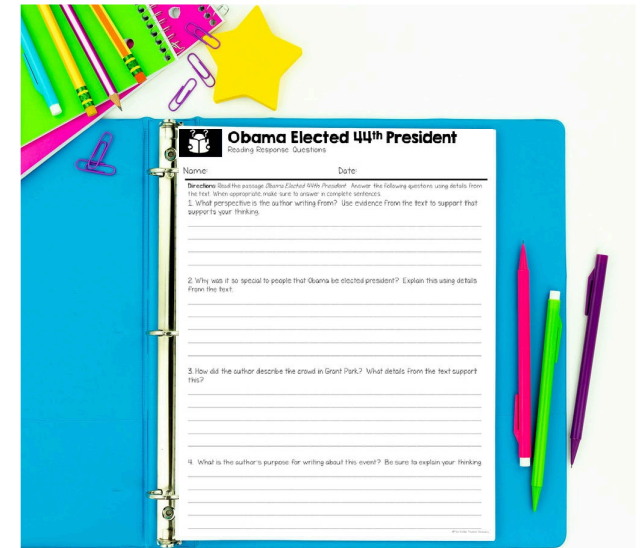 Obama Elected 44th President
Reading Response Questions
Name: Date:
Directions: Read the passage Obama Elected 44th President. Answer the following questions using details from
the text. When appropriate, make sure to answer in complete sentences.
1. What perspective is the author writing from? Use evidence from the text to support that
supports your thinking.
2. Why was it so special to people that Obama be elected president? Explain this using details
from the text.
3. How did the author describe the crowd in Grant Park? What details from the text support
this?
4. What is the author's purpose for writing about this event? Be sure to explain your thinking